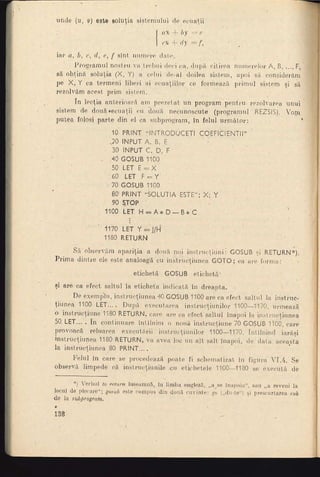 unde (u, v) este soluţia sistemului de ecuaţii
ax + by = e
cx + dy = f,
iar a, b, c, d, e, f sînt numere date.
Programul nostru va trebui deci ca, după citirea numerelor A, B, ..., F,
să obţină soluţia (X, Y) a celui de-al doilea sistem, apoi să considerăm
pe X, Y ca termeni liberi ai ecuaţiilor ce formează primul sistem şi să
rezolvăm acest prim sistem.
În lecţia anterioară am prezentat un program pentru rezolvarea unui
sistem de două ecuaţii cu două necunoscute (programul REZSIS). Vom
putea folosi parte din el ca subprogram, în felul următor:
10 PRINT "INTRODUCETI COEFICIENTII"
20 INPUT A, B, E
30 INPUT C, D, F
40 GOSUB 1100
50 LET E = X
60 LET F = Y
70 GOSUB 1100
80 PRINT "SOLUTIA ESTE"; X; Y
90 STOP
1100 LET H = A * D — B * C
⋮
1170 LET Y = J/H
1180 RETURN
Să observăm apariţia a două noi instrucţiuni: GOSUB şi RETURN*).
Prima dintre ele este analoagă cu instrucţiunea GOTO; ea are forma:
etichetă GOSUB etichetă'
şi are ca efect saltul la eticheta indicată în dreapta.
De exemplu, instrucţiunea 40 GOSUB 1100 are ca efect saltul la instruc-
ţiunea 1100 LET... . După executarea instrucţiunilor 1100—1170, urmează
o instrucţiune 1180 RETURN, care are ca efect saltul înapoi la instrucţiunea
50 LET... . În continuare întîlnim o nouă instrucţiune 70 GOSUB 1100, care
provoacă reluarea executării instrucţiunilor 1100—1170. Întîlnind iarăşi
instrucţiunea 1180 RETURN, va avea loc un alt salt înapoi, de data aceasta
la instrucţiunea 80 PRINT... .
Felul în care se procedează poate fi schematizat în figura VI.4. Se
observă limpede că instrucţiunile cu etichetele 1100—1180 se execută de
*) Verbul to return înseamnă, în limba engleză, „a se înapoia", sau „a reveni la
locul de plecare"; gosub este compus din două cuvinte: go („du-te") şi prescurtarea sub
de la subprogram.
138